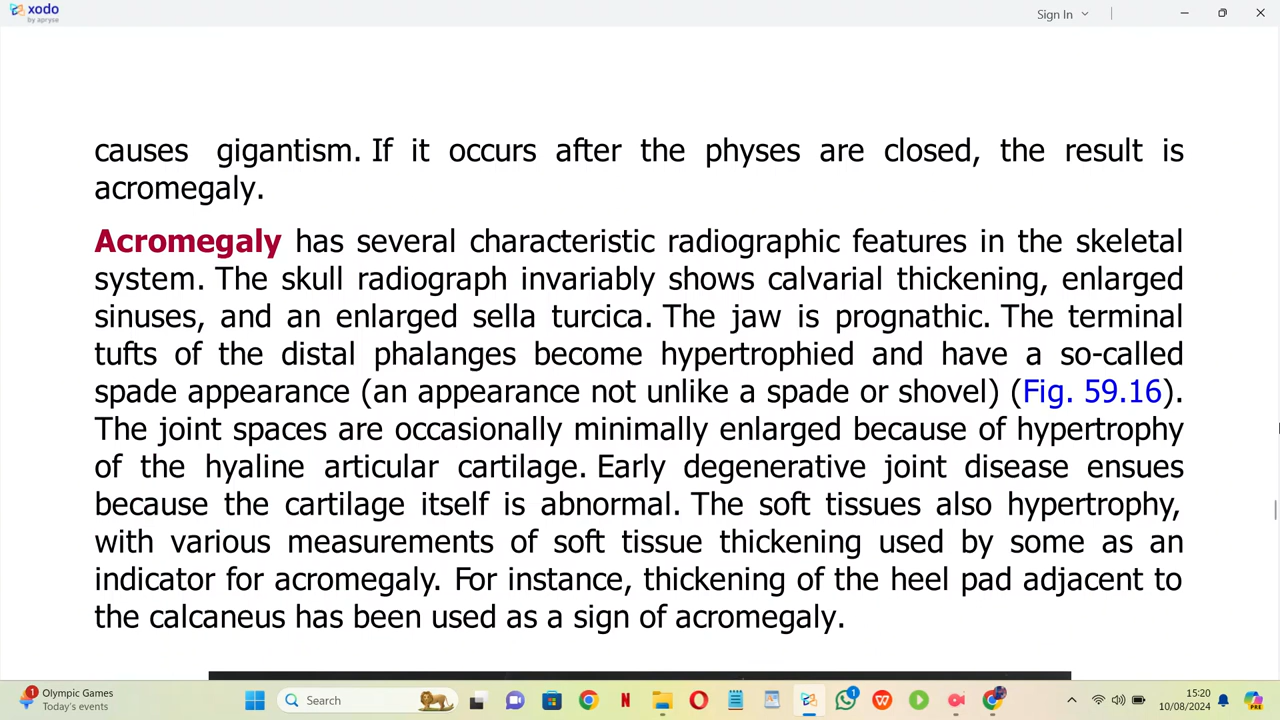 xodo
by apryse
Sign In
causes gigantism. If it occurs after the physes are closed, the result is
acromegaly.
Acromegaly has several characteristic radiographic features in the skeletal
system. The skull radiograph invariably shows calvarial thickening, enlarged
sinuses, and an enlarged sella turcica. The jaw is prognathic. The terminal
tufts of the distal phalanges become hypertrophied and have a so-called
spade appearance (an appearance not unlike a spade or shovel) (Fig. 59.16).
The joint spaces are occasionally minimally enlarged because of hypertrophy
of the hyaline articular cartilage. Early degenerative joint disease ensues
because the cartilage itself is abnormal. The soft tissues also hypertrophy,
with various measurements of soft tissue thickening used by some as an
indicator for acromegaly. For instance, thickening of the heel pad adjacent to
the calcaneus has been used as a sign of acromegaly.
1
Olympic Games
Today's events
Search
N
1
W
15:20
10/08/2024
PRE